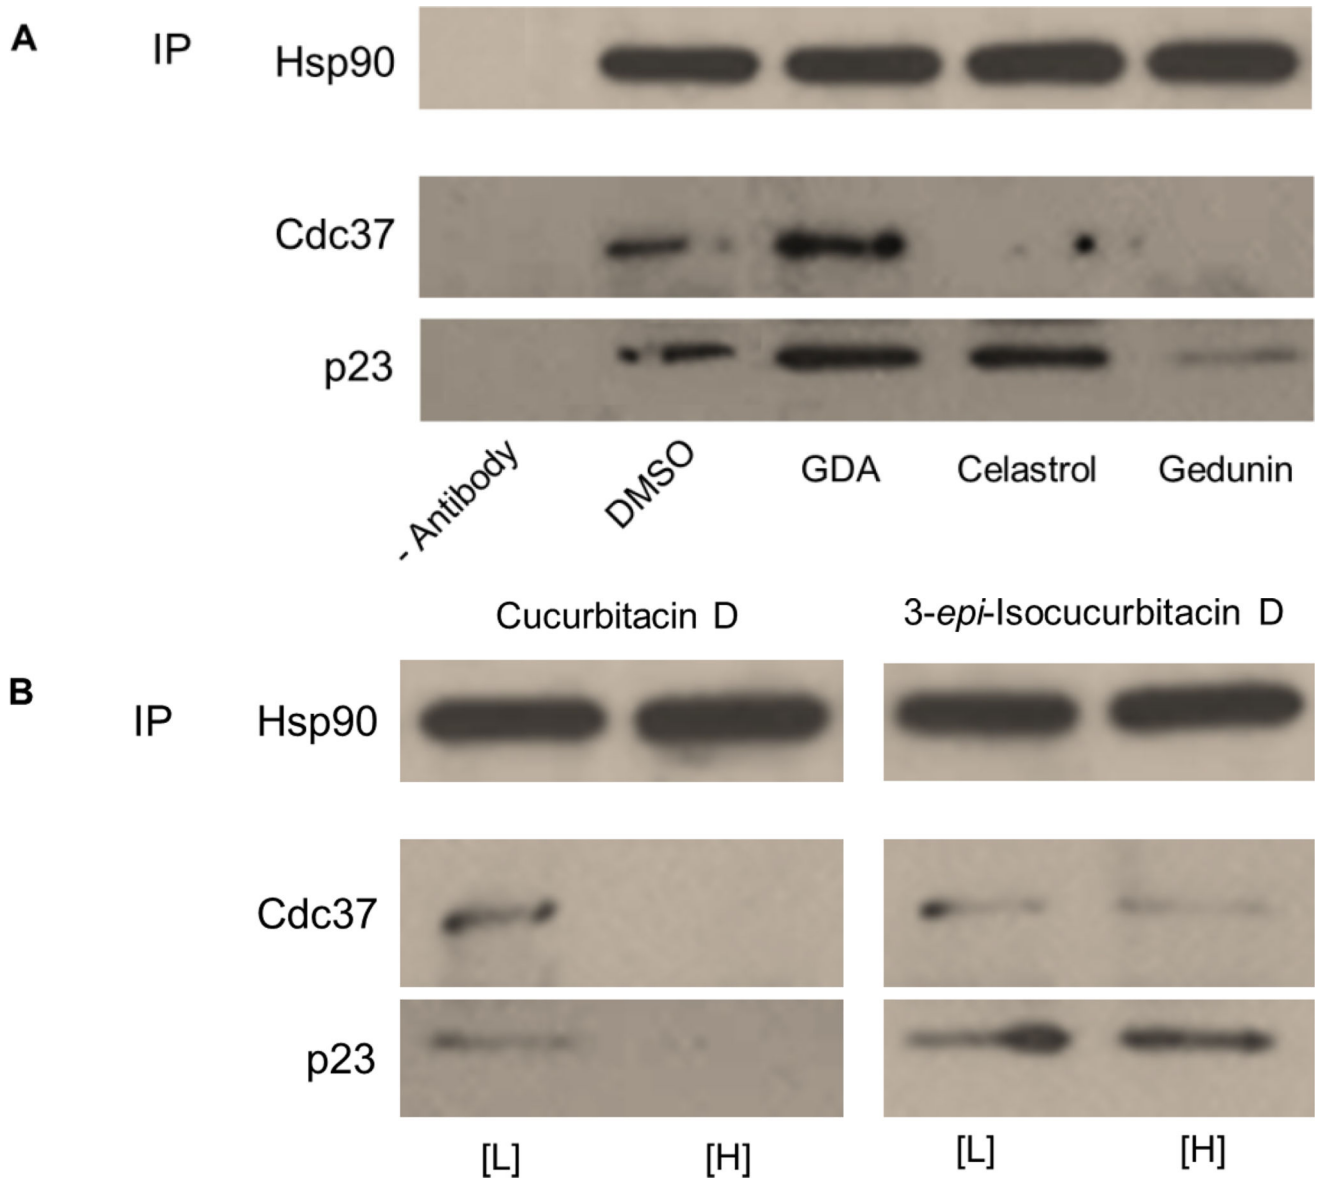 A IP Hsp90
Cdc37
p23
- Antibody DMSO GDA Celastrol Gedunin
Cucurbitacin D 3-epi-Isocucurbitacin D
B IP Hsp90
Cdc37
p23
[L] [H] [L] [H]